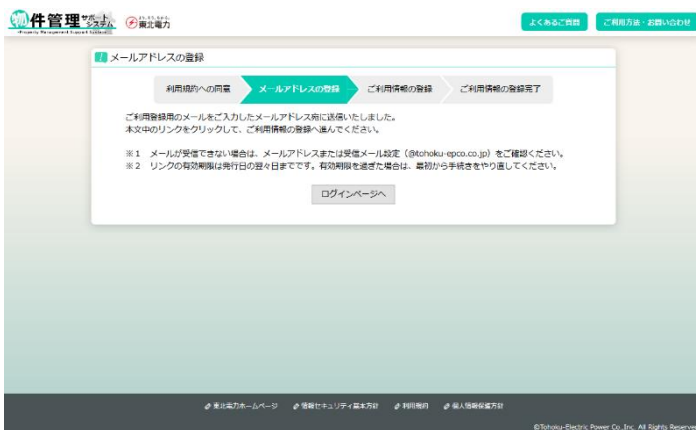 物件管理サポートシステム
Property Management Support System
より、そう、ちから。
東北電力
よくあるご質問
ご利用方法・お問い合わせ
メールアドレスの登録
利用規約への同意
メールアドレスの登録
ご利用情報の登録
ご利用情報の登録完了
ご利用登録用のメールをご入力したメールアドレス宛に送信いたしました。
本文中のリンクをクリックして、ご利用情報の登録へ進んでください。
※1 メールが受信できない場合は、メールアドレスまたは受信メール設定（@tohoku-epco.co.jp）をご確認ください。
※2 リンクの有効期限は発行日の翌々日までです。有効期限を過ぎた場合は、最初から手続きをやり直してください。
ログインページへ
東北電力ホームページ
情報セキュリティ基本方針
利用規約
個人情報保護方針
©Tohoku-Electric Power Co.,Inc. All Rights Reserve